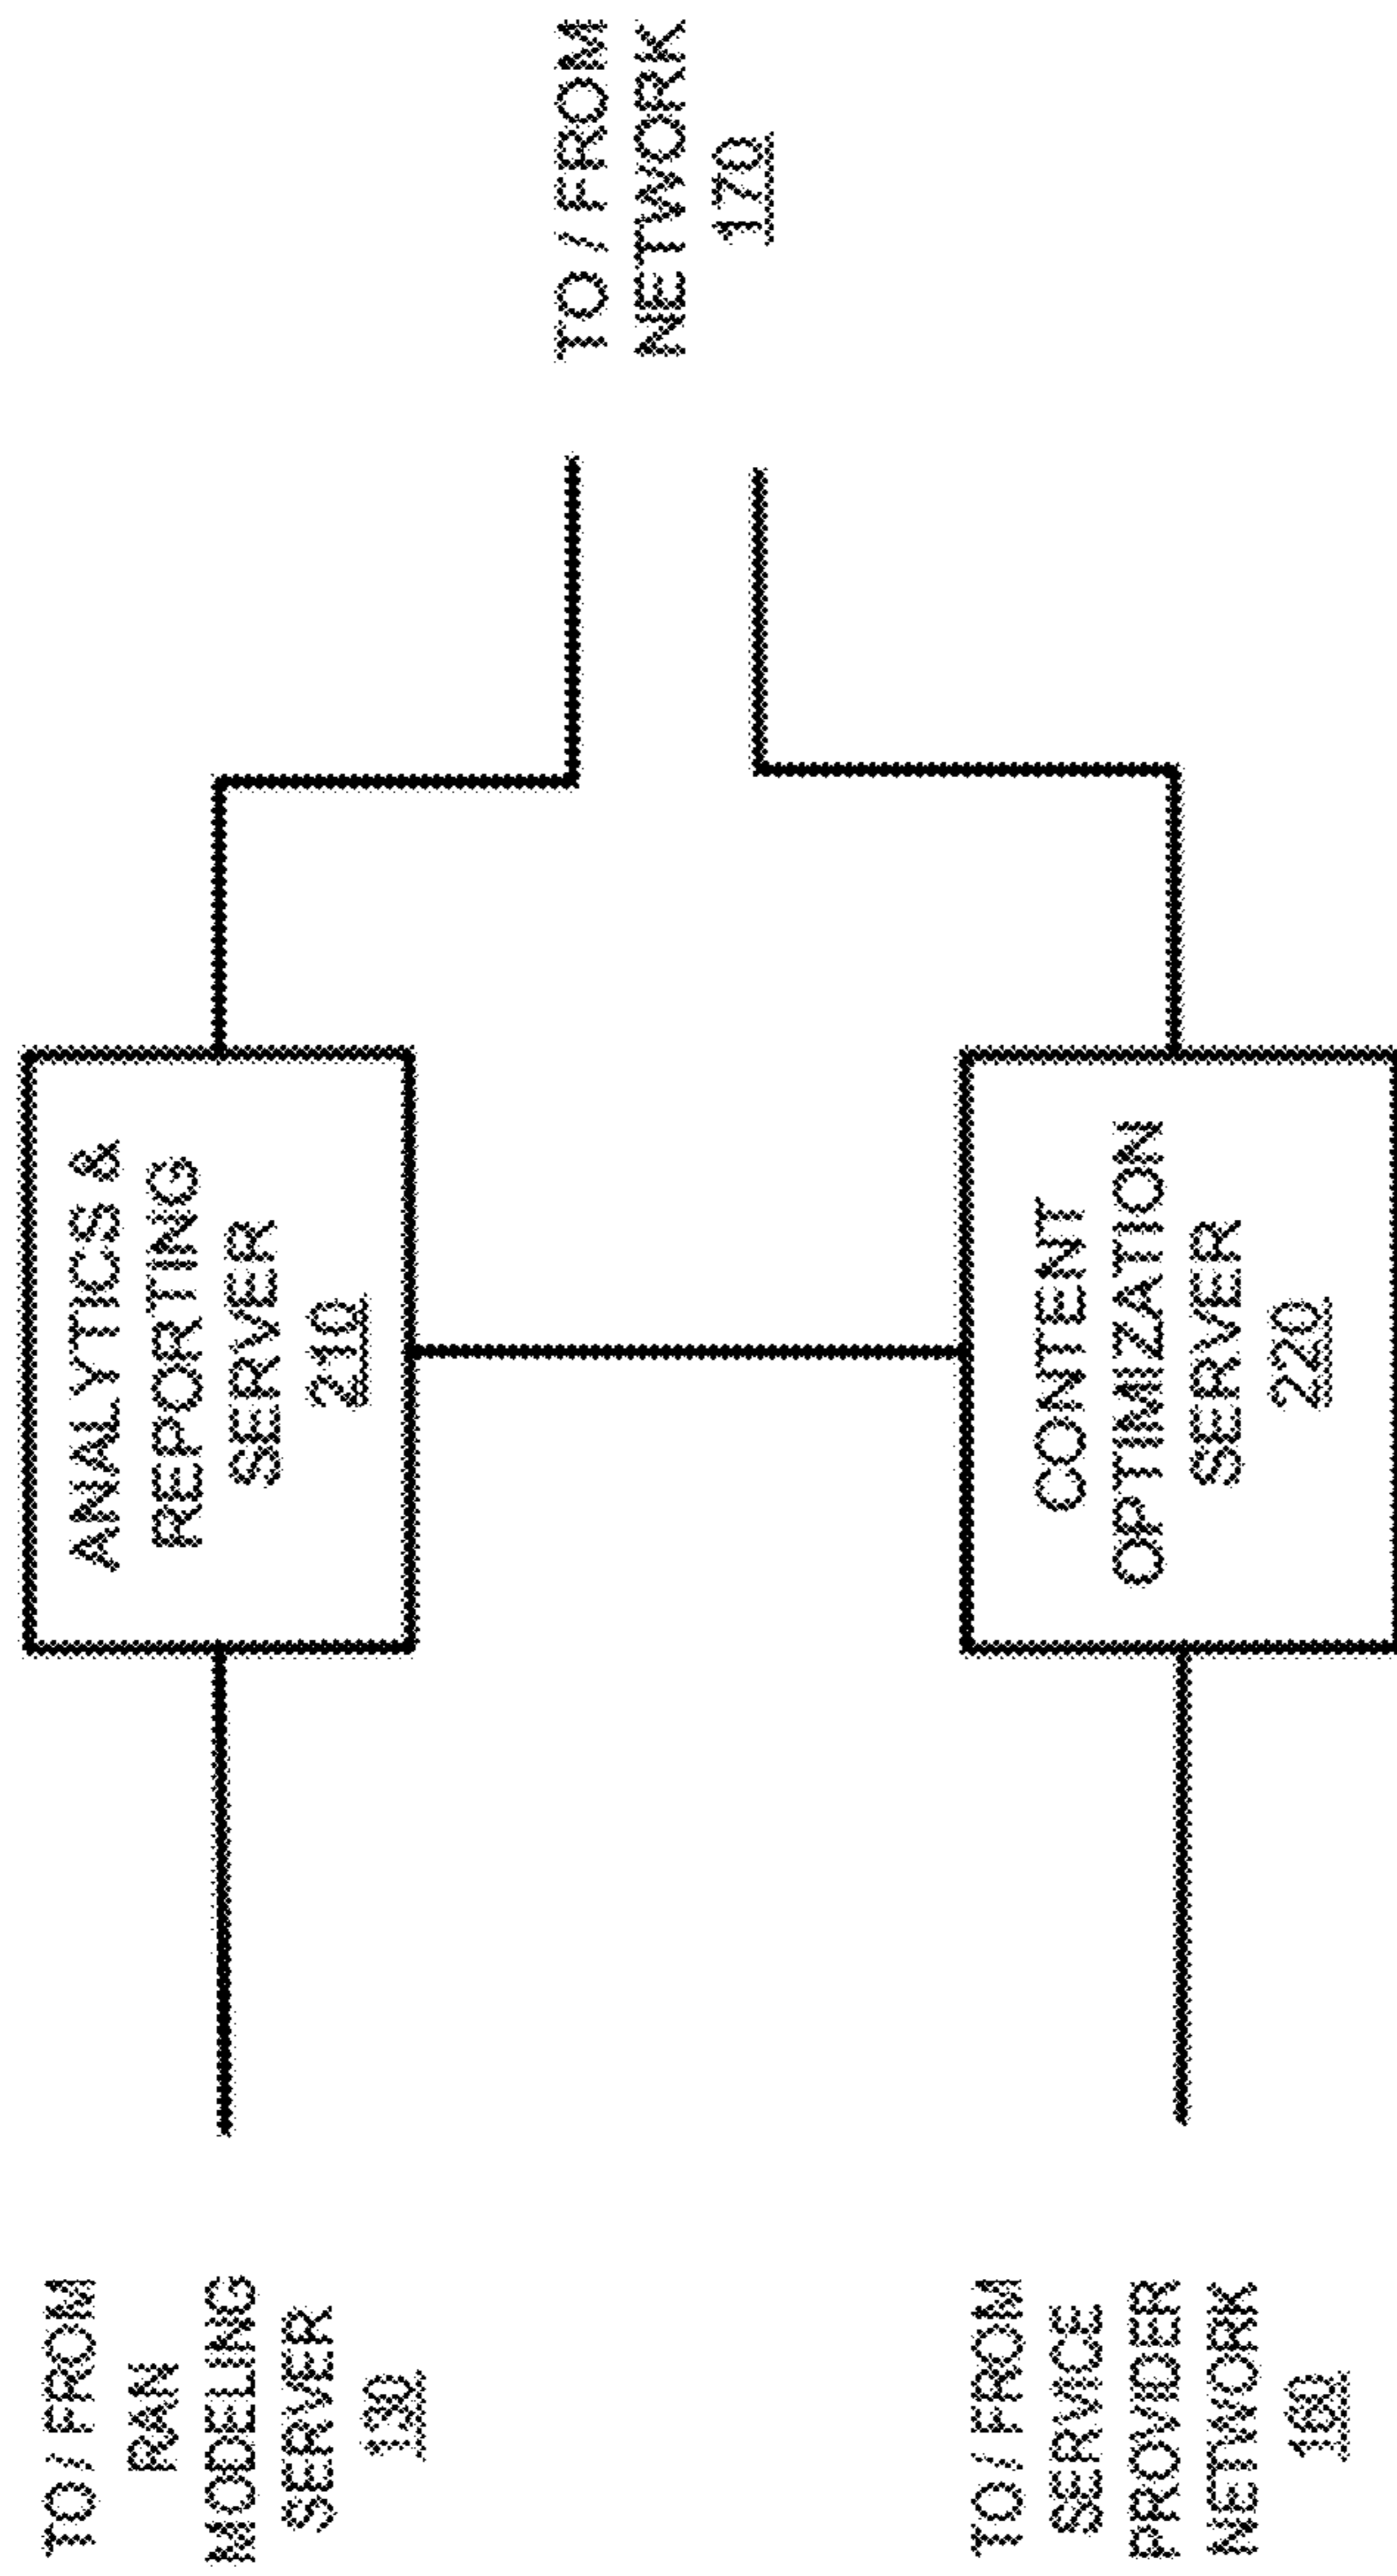 TO / FROM
RAN
MODELING
SERVER
130
ANALYTICS &
REPORTING
SERVER
210
TO / FROM
NETWORK
170
TO / FROM
SERVICE
PROVIDER
NETWORK
CONTENT
OPTIMIZATION
SERVER
220